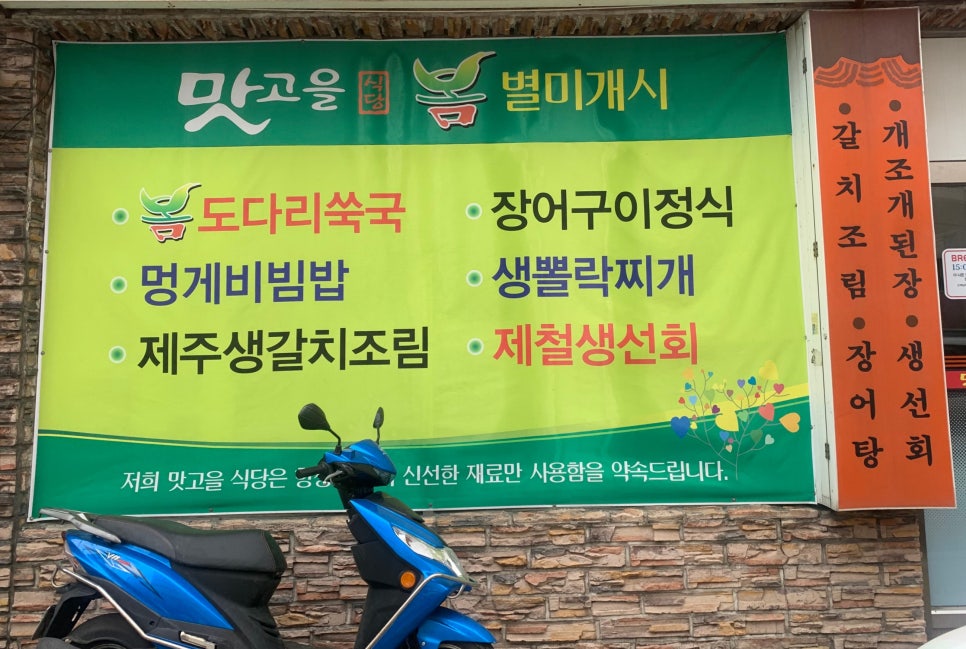 맛고을 식당 봄 별미개시
봄도다리쑥국
멍게비빔밥
제주생갈치조림
장어구이정식
생뽈락찌개
제철생선회
저희 맛고을 식당은 신선한 재료만 사용함을 약속드립니다.
개조개된장 생선회
갈치조림 장어탕
15:0